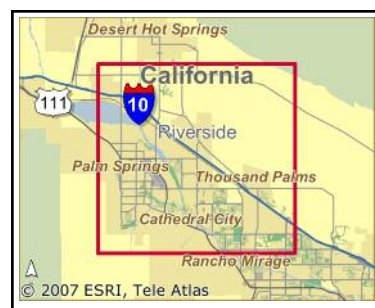 Desert Hot Springs
California
111
10
Riverside
Palm Springs
Thousand Palms
Cathedral City
Rancho Mirage
© 2007 ESRI, Tele Atlas